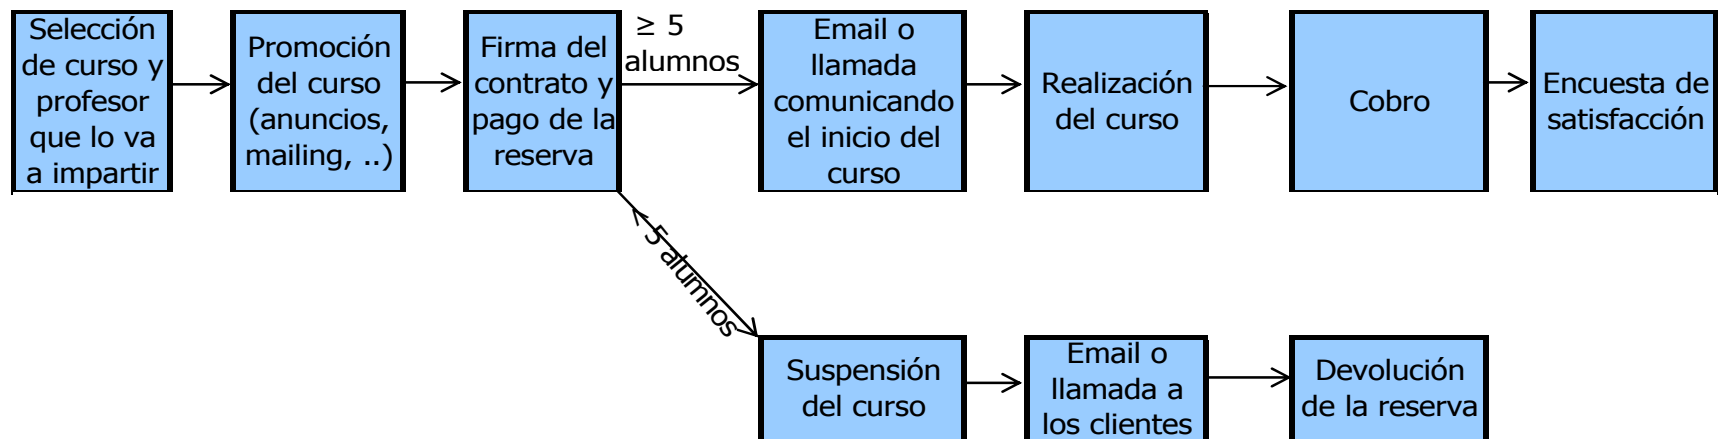 Selección
de curso y
profesor
que lo va
a impartir
Promoción
del curso
(anuncios,
mailing, ..)
Firma del
contrato y
pago de la
reserva
≥ 5
alumnos
Email o
llamada
comunicando
el inicio del
curso
Realización
del curso
Cobro
Encuesta de
satisfacción
< 5 alumnos
Suspensión
del curso
Email o
llamada a
los clientes
Devolución
de la reserva